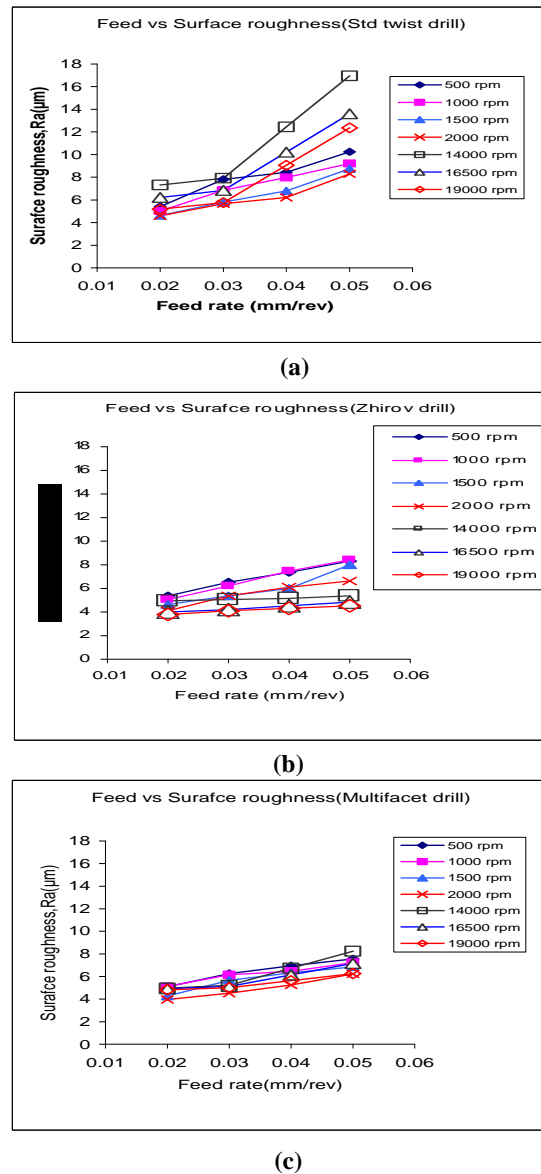 Feed vs Surface roughness(Std twist drill)
Surafce roughness,Ra(µm)
18
16
14
12
10
8
6
4
2
0
0.01 0.02 0.03 0.04 0.05 0.06
Feed rate (mm/rev)
500 rpm
1000 rpm
1500 rpm
2000 rpm
14000 rpm
16500 rpm
19000 rpm
(a)
Feed vs Surafce roughness(Zhirov drill)
18
16
14
12
10
8
6
4
2
0
0.01 0.02 0.03 0.04 0.05 0.06
Feed rate (mm/rev)
500 rpm
1000 rpm
1500 rpm
2000 rpm
14000 rpm
16500 rpm
19000 rpm
(b)
Feed vs Surafce roughness(Multifacet drill)
Surafce roughness,Ra(µm)
18
16
14
12
10
8
6
4
2
0
0.01 0.02 0.03 0.04 0.05 0.06
Feed rate(mm/rev)
500 rpm
1000 rpm
1500 rpm
2000 rpm
14000 rpm
16500 rpm
19000 rpm
(c)